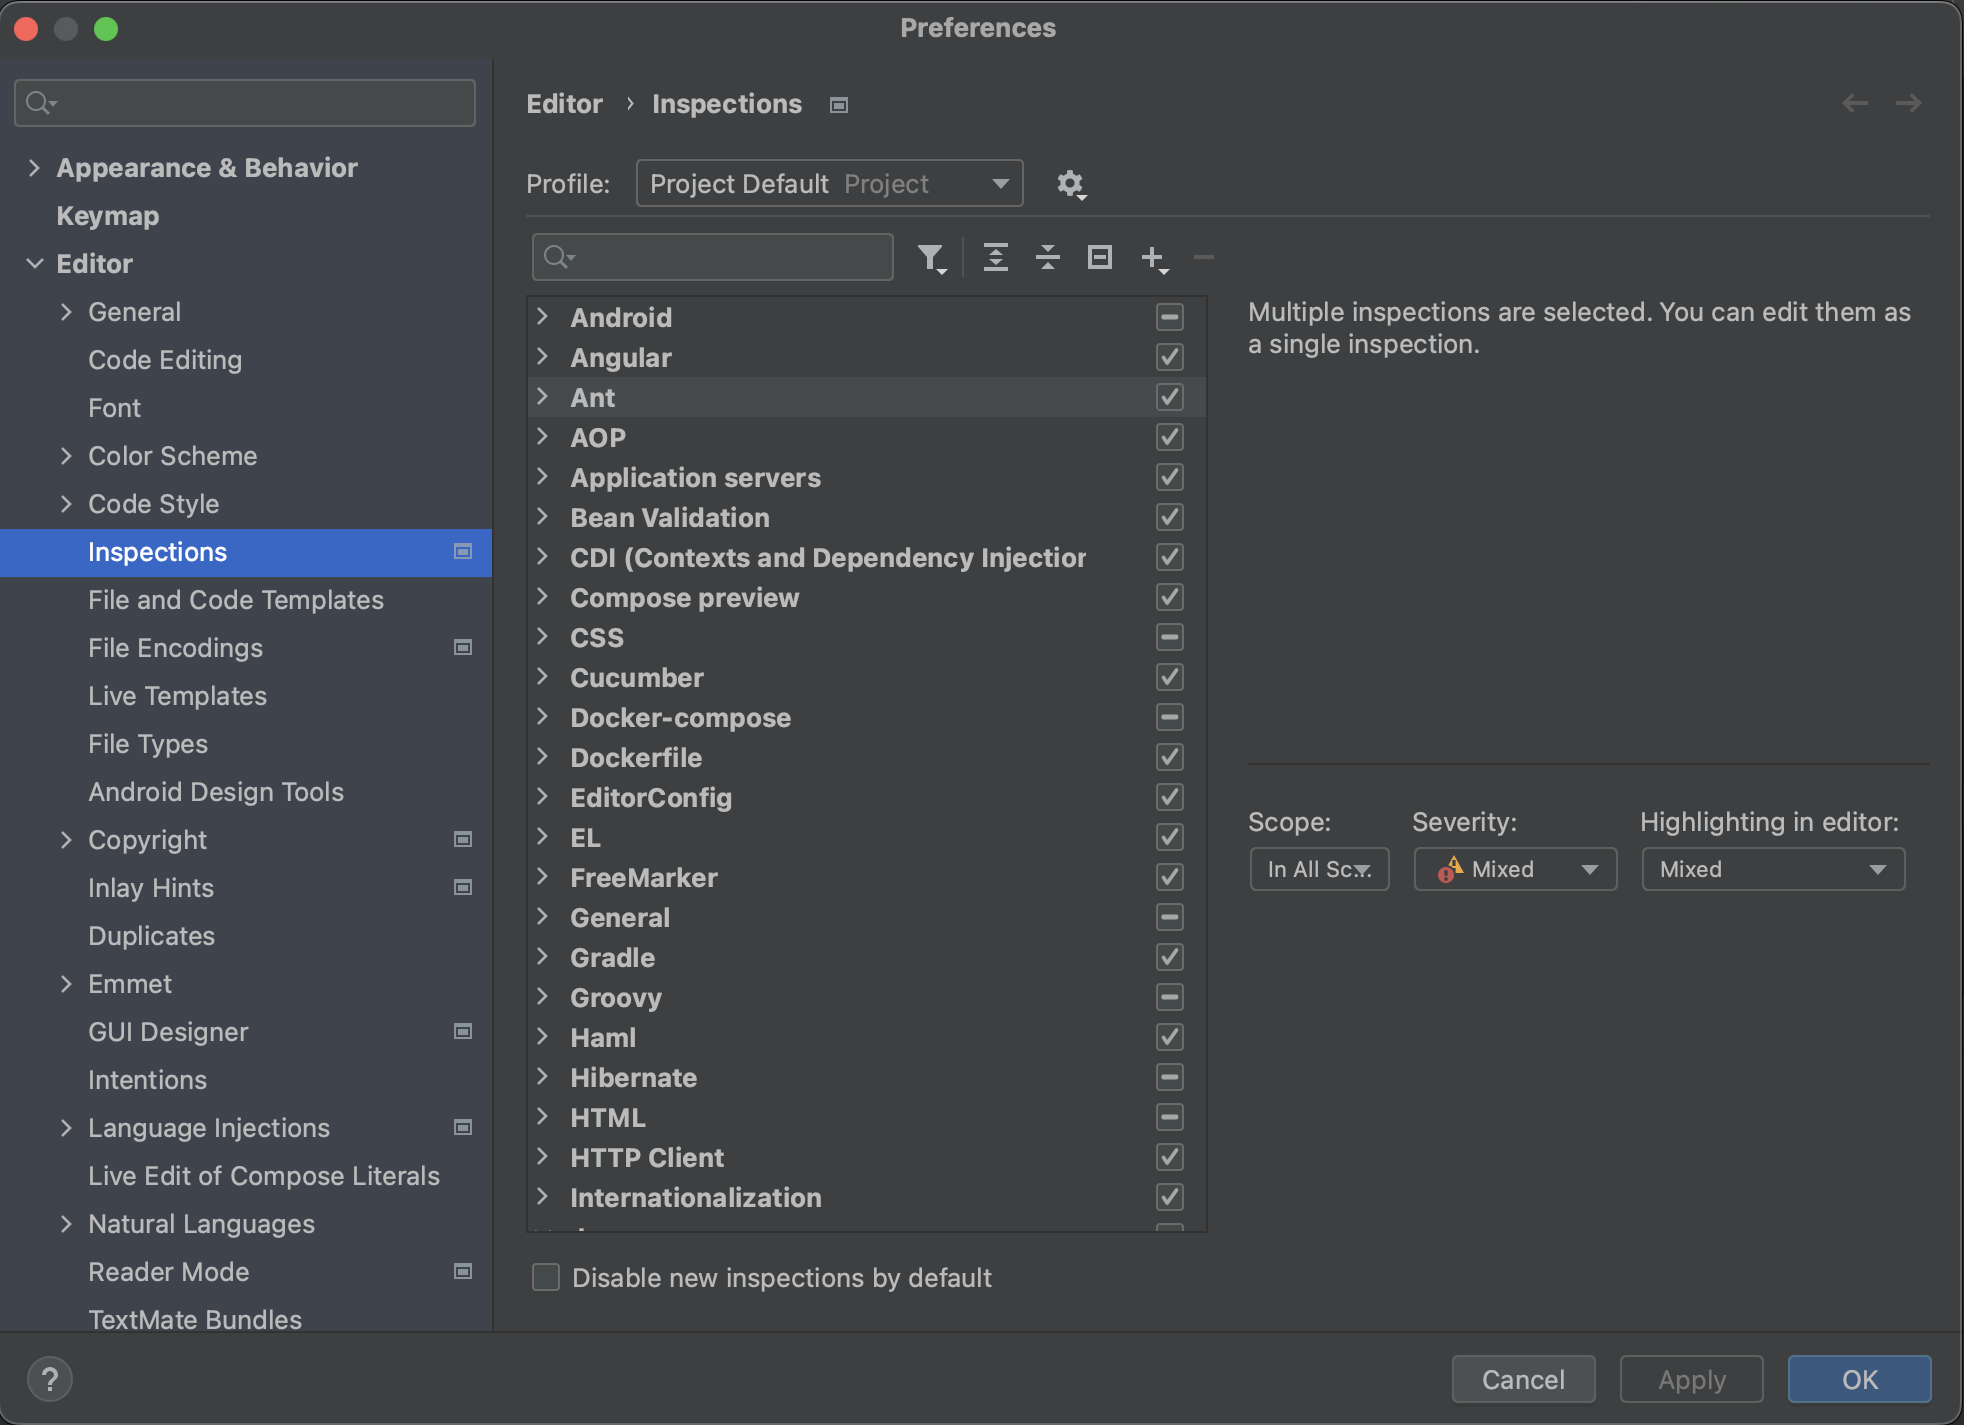 Preferences
Appearance & Behavior
Keymap
Editor
General
Code Editing
Font
Color Scheme
Code Style
Inspections
File and Code Templates
File Encodings
Live Templates
File Types
Android Design Tools
Copyright
Inlay Hints
Duplicates
Emmet
GUI Designer
Intentions
Language Injections
Live Edit of Compose Literals
Natural Languages
Reader Mode
TextMate Bundles
Editor › Inspections
Profile: Project Default Project
Android
Angular
Ant
AOP
Application servers
Bean Validation
CDI (Contexts and Dependency Injection
Compose preview
CSS
Cucumber
Docker-compose
Dockerfile
EditorConfig
EL
FreeMarker
General
Gradle
Groovy
Haml
Hibernate
HTML
HTTP Client
Internationalization
Disable new inspections by default
Multiple inspections are selected. You can edit them as
a single inspection.
Scope: Severity: Highlighting in editor:
In All Sc... Mixed Mixed
? Cancel Apply OK